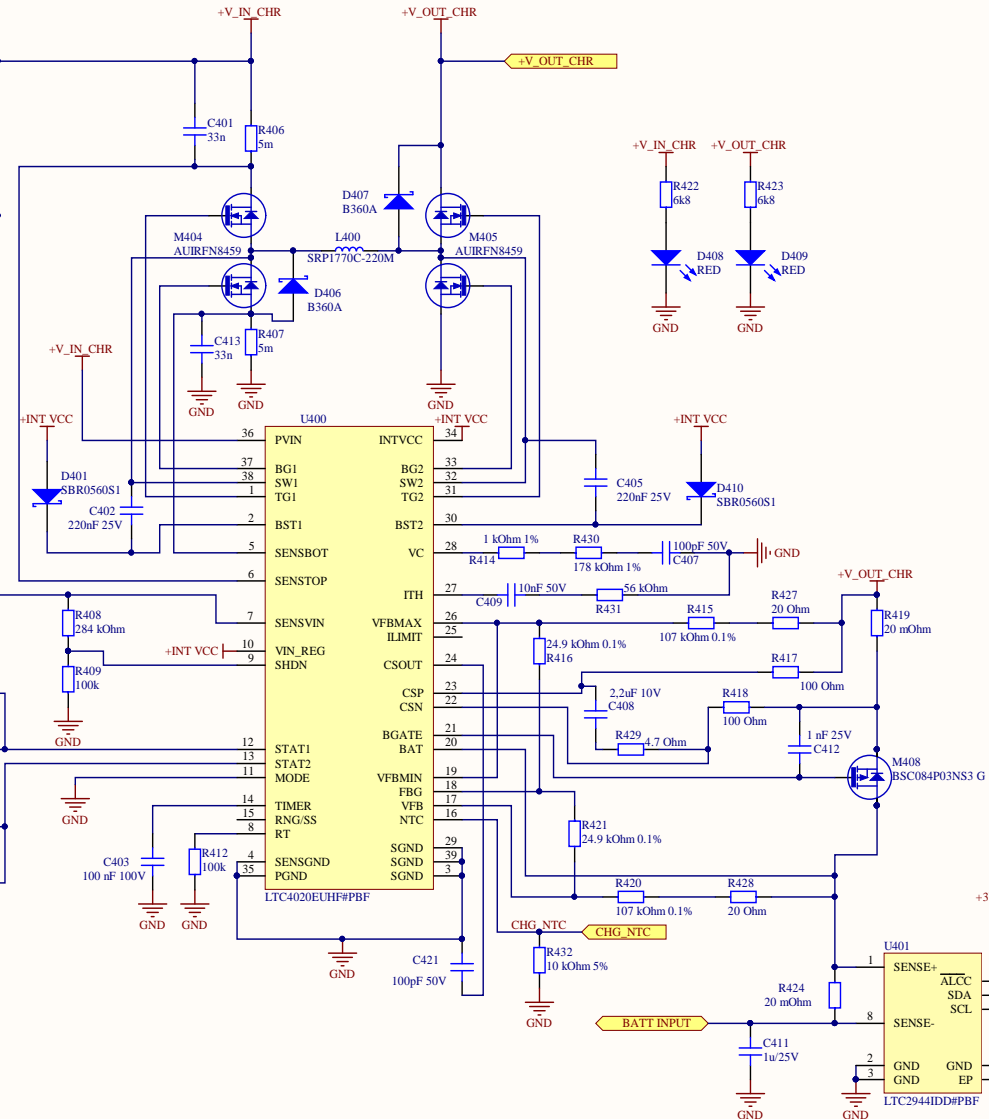 +V_IN_CHR
+V_OUT_CHR
+V_OUT_CHR
C401
33n
R406
5m
+V_IN_CHR
+V_OUT_CHR
R422
6k8
R423
6k8
D407
B360A
M404
AUIRFN8459
L400
SRP1770C-220M
M405
AUIRFN8459
D408
RED
D409
RED
D406
B360A
GND
GND
C413
33n
R407
5m
+V_IN_CHR
GND
GND
GND
+INT VCC
U400
+INT VCC
+INT VCC
36
PVIN
INTVCC
34
37
BG1
BG2
33
38
SW1
SW2
32
1
TG1
TG2
31
D401
SBR0560S1
C402
220nF 25V
C405
220nF 25V
D410
SBR0560S1
2
BST1
BST2
30
5
SENSBOT
VC
28
R414
1 kOhm 1%
R430
178 kOhm 1%
100pF 50V
C407
GND
6
SENSTOP
ITH
27
C409
10nF 50V
56 kOhm
R431
+V_OUT_CHR
R408
284 kOhm
7
SENSVIN
VFBMAX
26
ILIMIT
25
24.9 kOhm 0.1%
R416
R415
107 kOhm 0.1%
R427
20 Ohm
R419
20 mOhm
+INT VCC
10
VIN_REG
9
SHDN
CSOUT
24
R409
100k
GND
R417
100 Ohm
CSP
23
CSN
22
2,2uF 10V
C408
R418
100 Ohm
BGATE
21
BAT
20
R429
4.7 Ohm
1 nF 25V
C412
12
STAT1
13
STAT2
11
MODE
VFBMIN
19
FBG
18
M408
BSC084P03NS3 G
GND
14
TIMER
VFB
17
15
RNG/SS
NTC
16
8
RT
R421
24.9 kOhm 0.1%
C403
100 nF 100V
R412
100k
SGND
29
4
SENSGND
SGND
39
35
PGND
SGND
3
LTC4020EUHF#PBF
R420
107 kOhm 0.1%
R428
20 Ohm
+3
GND
GND
CHG_NTC
CHG_NTC
GND
C421
100pF 50V
R432
10 kOhm 5%
GND
U401
1
SENSE+
ALCC
SDA
SCL
R424
20 mOhm
BATT INPUT
8
SENSE-
C411
1u/25V
2
GND
GND
3
GND
EP
LTC2944IDD#PBF
GND
GND